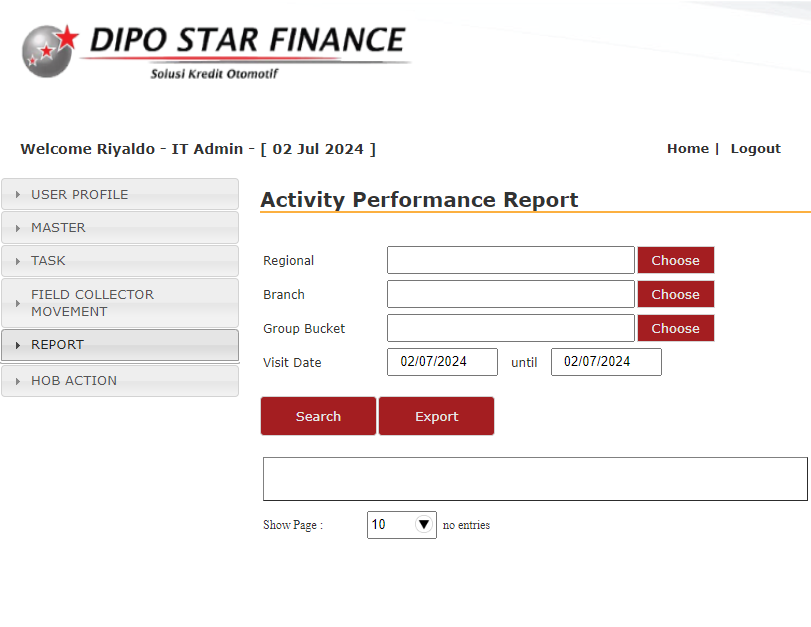 DIPO STAR FINANCE
Solusi Kredit Otomotif
Welcome Riyaldo - IT Admin - [ 02 Jul 2024 ]
Home | Logout
USER PROFILE
MASTER
TASK
FIELD COLLECTOR
MOVEMENT
REPORT
HOB ACTION
Activity Performance Report
Regional Choose
Branch Choose
Group Bucket Choose
Visit Date 02/07/2024 until 02/07/2024
Search Export
Show Page : 10 no entries